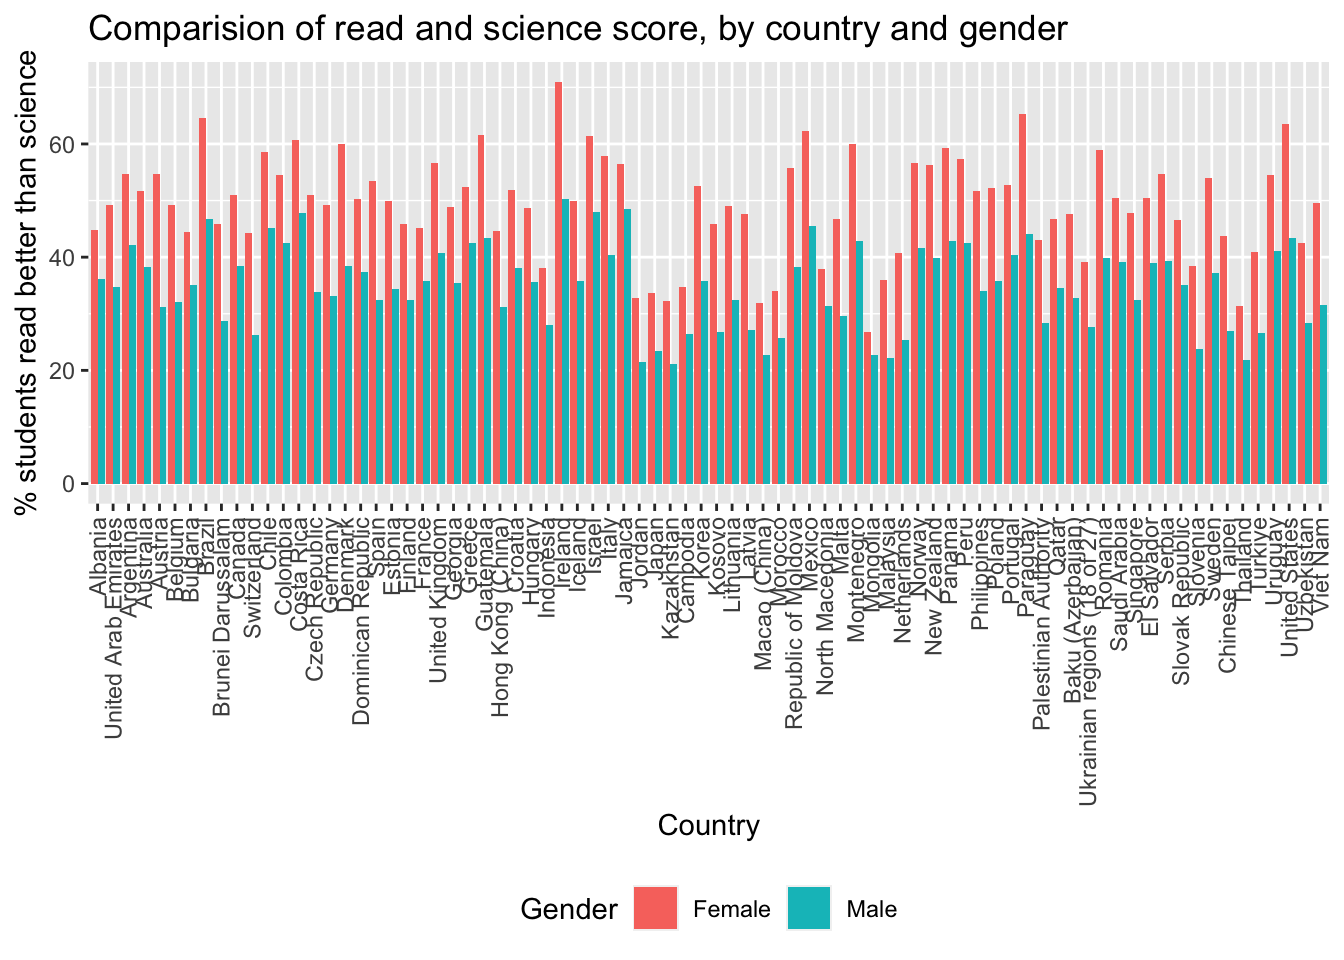 Comparision of read and science score, by country and gender
% students read better than science
60
40
20
0
Albania
United Arab Emirates
Argentina
Australia
Austria
Belgium
Bulgaria
Brazil
Brunei Darussalam
Canada
Switzerland
Chile
Colombia
Costa Rica
Czech Republic
Germany
Denmark
Dominican Republic
Spain
Estonia
Finland
France
United Kingdom
Georgia
Greece
Guatemala
Hong Kong (China)
Croatia
Hungary
Indonesia
Ireland
Iceland
Israel
Italy
Jamaica
Jordan
Japan
Kazakhstan
Cambodia
Korea
Kosovo
Lithuania
Latvia
Macao (China)
Morocco
Republic of Moldova
Mexico
North Macedonia
Malta
Montenegro
Mongolia
Malaysia
Netherlands
Norway
New Zealand
Panama
Peru
Philippines
Poland
Portugal
Paraguay
Palestinian Authority
Qatar
Baku (Azerbaijan)
Ukrainian regions (18 of 27)
Romania
Saudi Arabia
Singapore
El Salvador
Serbia
Slovak Republic
Slovenia
Sweden
Chinese Taipei
Thailand
Türkiye
Uruguay
United States
Uzbekistan
Viet Nam
Country
Gender
Female
Male